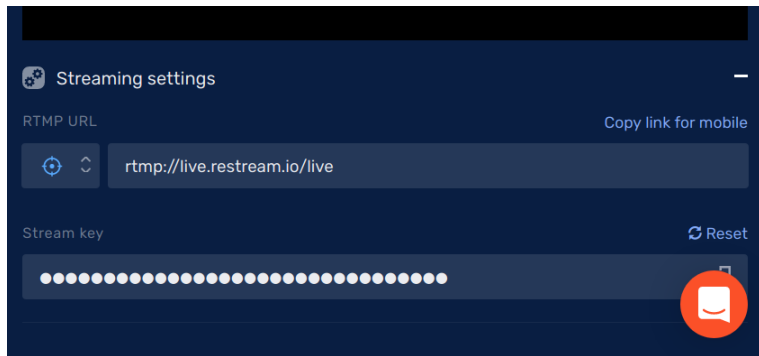 Streaming settings
RTMP URL
Copy link for mobile
rtmp://live.restream.io/live
Stream key
Reset